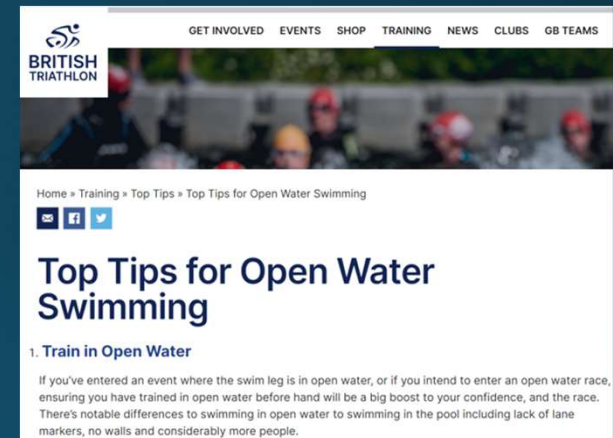 GET INVOLVED EVENTS SHOP TRAINING NEWS CLUBS GB TEAMS
BRITISH
TRIATHLON
Home » Training » Top Tips » Top Tips for Open Water Swimming
Top Tips for Open Water
Swimming
1. Train in Open Water
If you've entered an event where the swim leg is in open water, or if you intend to enter an open water race,
ensuring you have trained in open water before hand will be a big boost to your confidence, and the race.
There's notable differences to swimming in open water to swimming in the pool including lack of lane
markers, no walls and considerably more people.